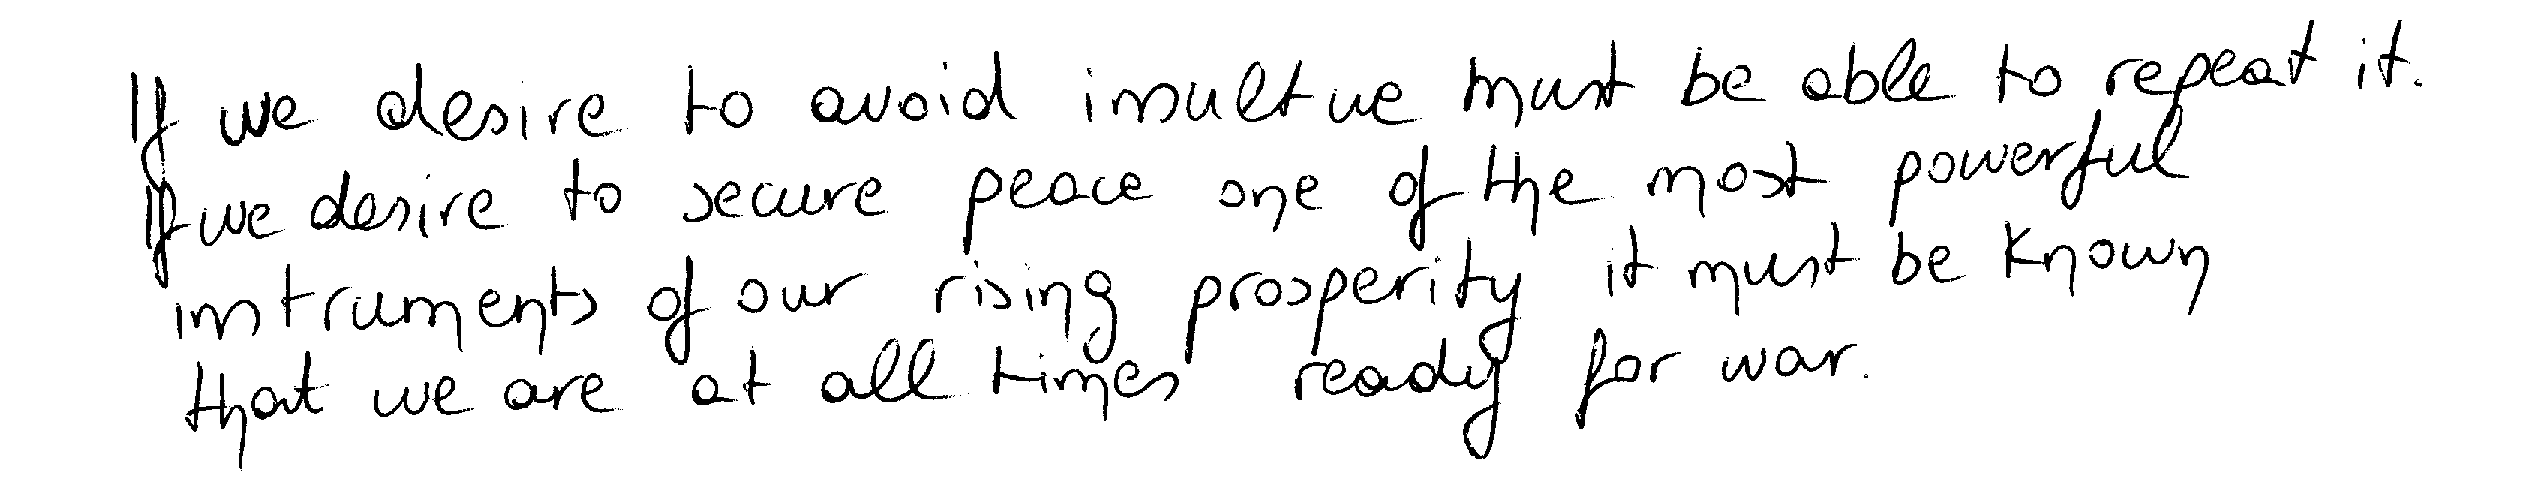 If we desire to avoid insult we must be able to repeat it.
If we desire to secure peace one of the most powerful
instruments of our rising prosperity it must be known
that we are at all times ready for war.